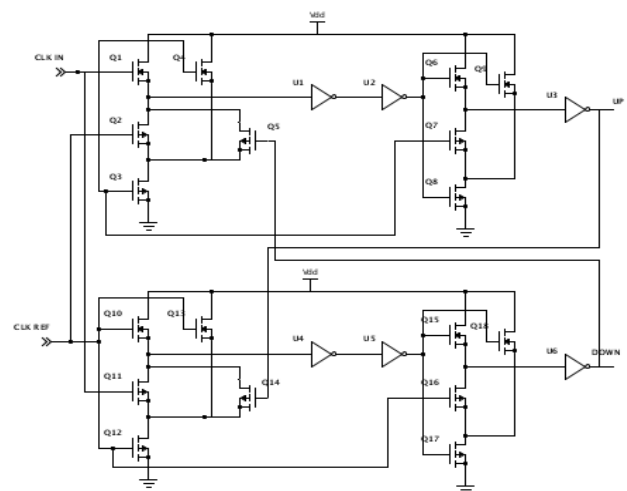 Vdd
CLK IN
Q1
Q4
Q6
Q9
U1
U2
U3
UP
Q2
Q5
Q7
Q3
Q8
Vdd
Q10
Q13
Q15
Q18
CLK REF
U4
U5
U6
DOWN
Q11
Q14
Q16
Q12
Q17